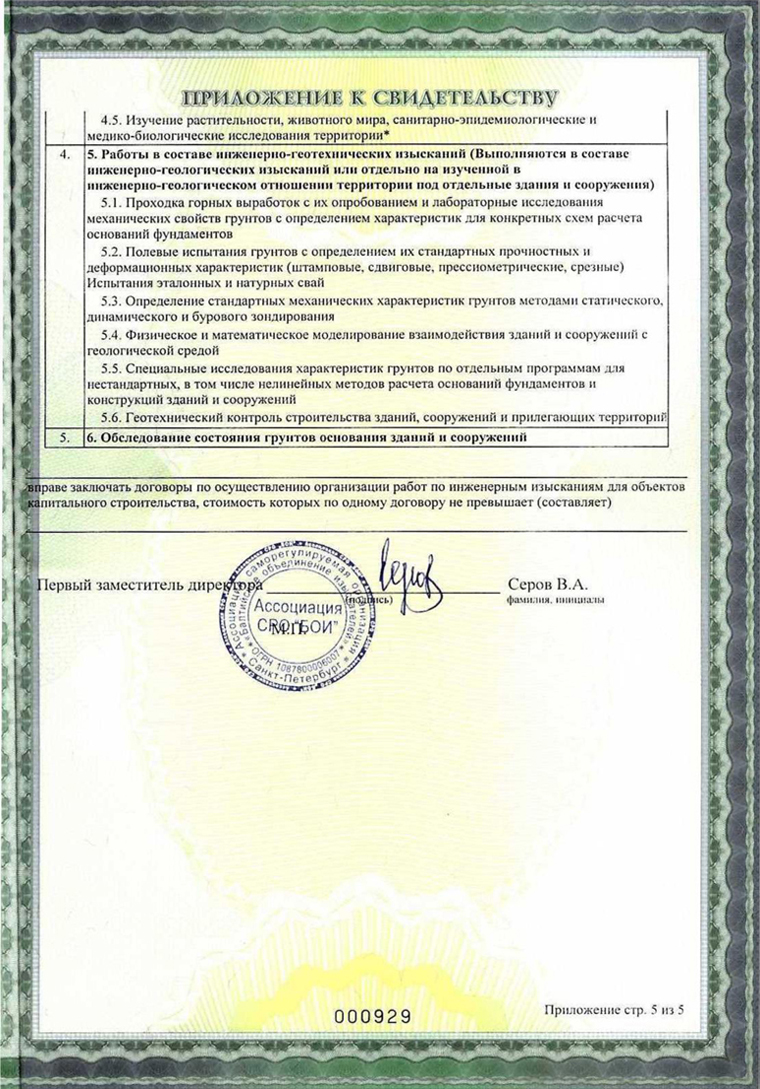 ПРИЛОЖЕНИЕ К СВИДЕТЕЛЬСТВУ
4.5. Изучение растительности, животного мира, санитарно-эпидемиологические и
медико-биологические исследования территории*
4. 5. Работы в составе инженерно-геотехнических изысканий (Выполняются в составе
инженерно-геологических изысканий или отдельно на изученной в
инженерно-геологическом отношении территории под отдельные здания и сооружения)
5.1. Проходка горных выработок с их опробованием и лабораторные исследования
механических свойств грунтов с определением характеристик для конкретных схем расчета
оснований фундаментов
5.2. Полевые испытания грунтов с определением их стандартных прочностных и
деформационных характеристик (штамповые, сдвиговые, прессиометрические, срезные)
Испытания эталонных и натурных свай
5.3. Определение стандартных механических характеристик грунтов методами статического,
динамического и бурового зондирования
5.4. Физическое и математическое моделирование взаимодействия зданий и сооружений с
геологической средой
5.5. Специальные исследования характеристик грунтов по отдельным программам для
нестандартных, в том числе нелинейных методов расчета оснований фундаментов и
конструкций зданий и сооружений
5.6. Геотехнический контроль строительства зданий, сооружений и прилегающих территорий
5. 6. Обследование состояния грунтов основания зданий и сооружений
вправе заключать договоры по осуществлению организации работ по инженерным изысканиям для объектов
капитального строительства, стоимость которых по одному договору не превышает (составляет)
Первый заместитель директора Серов В.А.
(подпись) фамилия, инициалы
Ассоциация саморегулируемая организация
«Балтийское объединение изыскателей»
Ассоциация
СРО "БОИ"
М.П.
ОГРН 1087800006007
Санкт-Петербург
Приложение стр. 5 из 5
000929